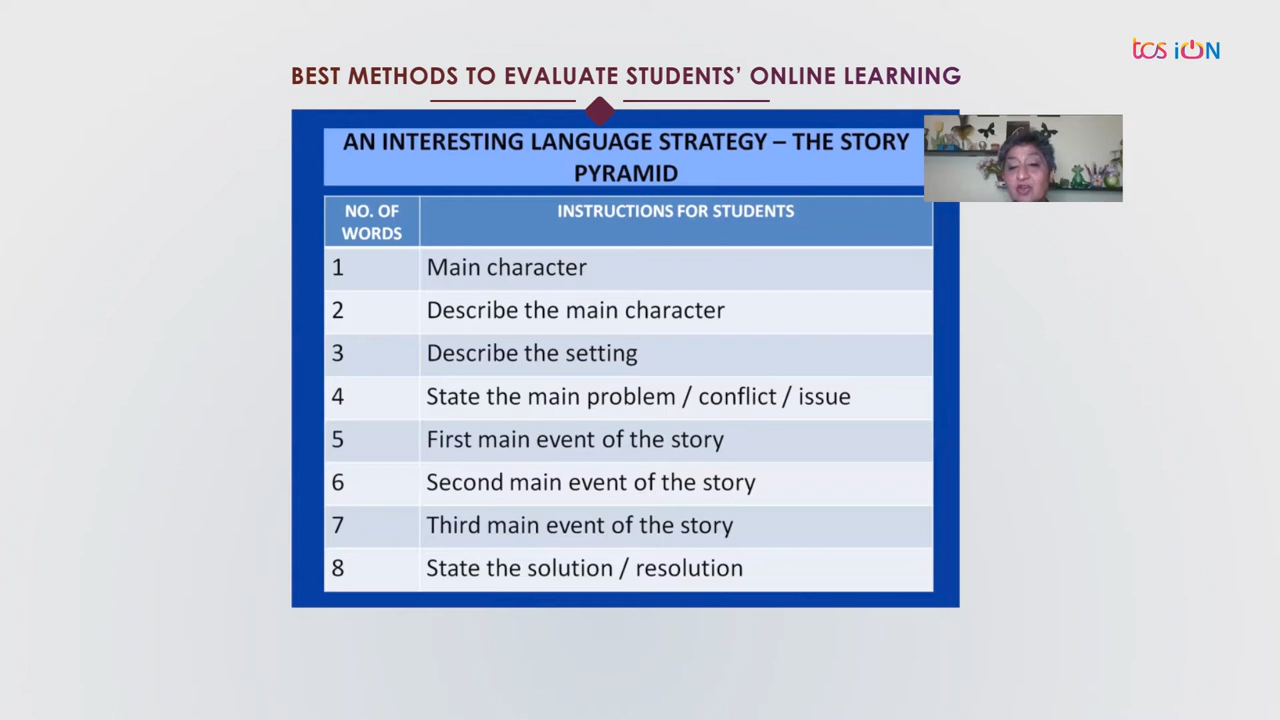 tcs iON
BEST METHODS TO EVALUATE STUDENTS’ ONLINE LEARNING
AN INTERESTING LANGUAGE STRATEGY – THE STORY
PYRAMID
NO. OF
WORDS
INSTRUCTIONS FOR STUDENTS
1 Main character
2 Describe the main character
3 Describe the setting
4 State the main problem / conflict / issue
5 First main event of the story
6 Second main event of the story
7 Third main event of the story
8 State the solution / resolution